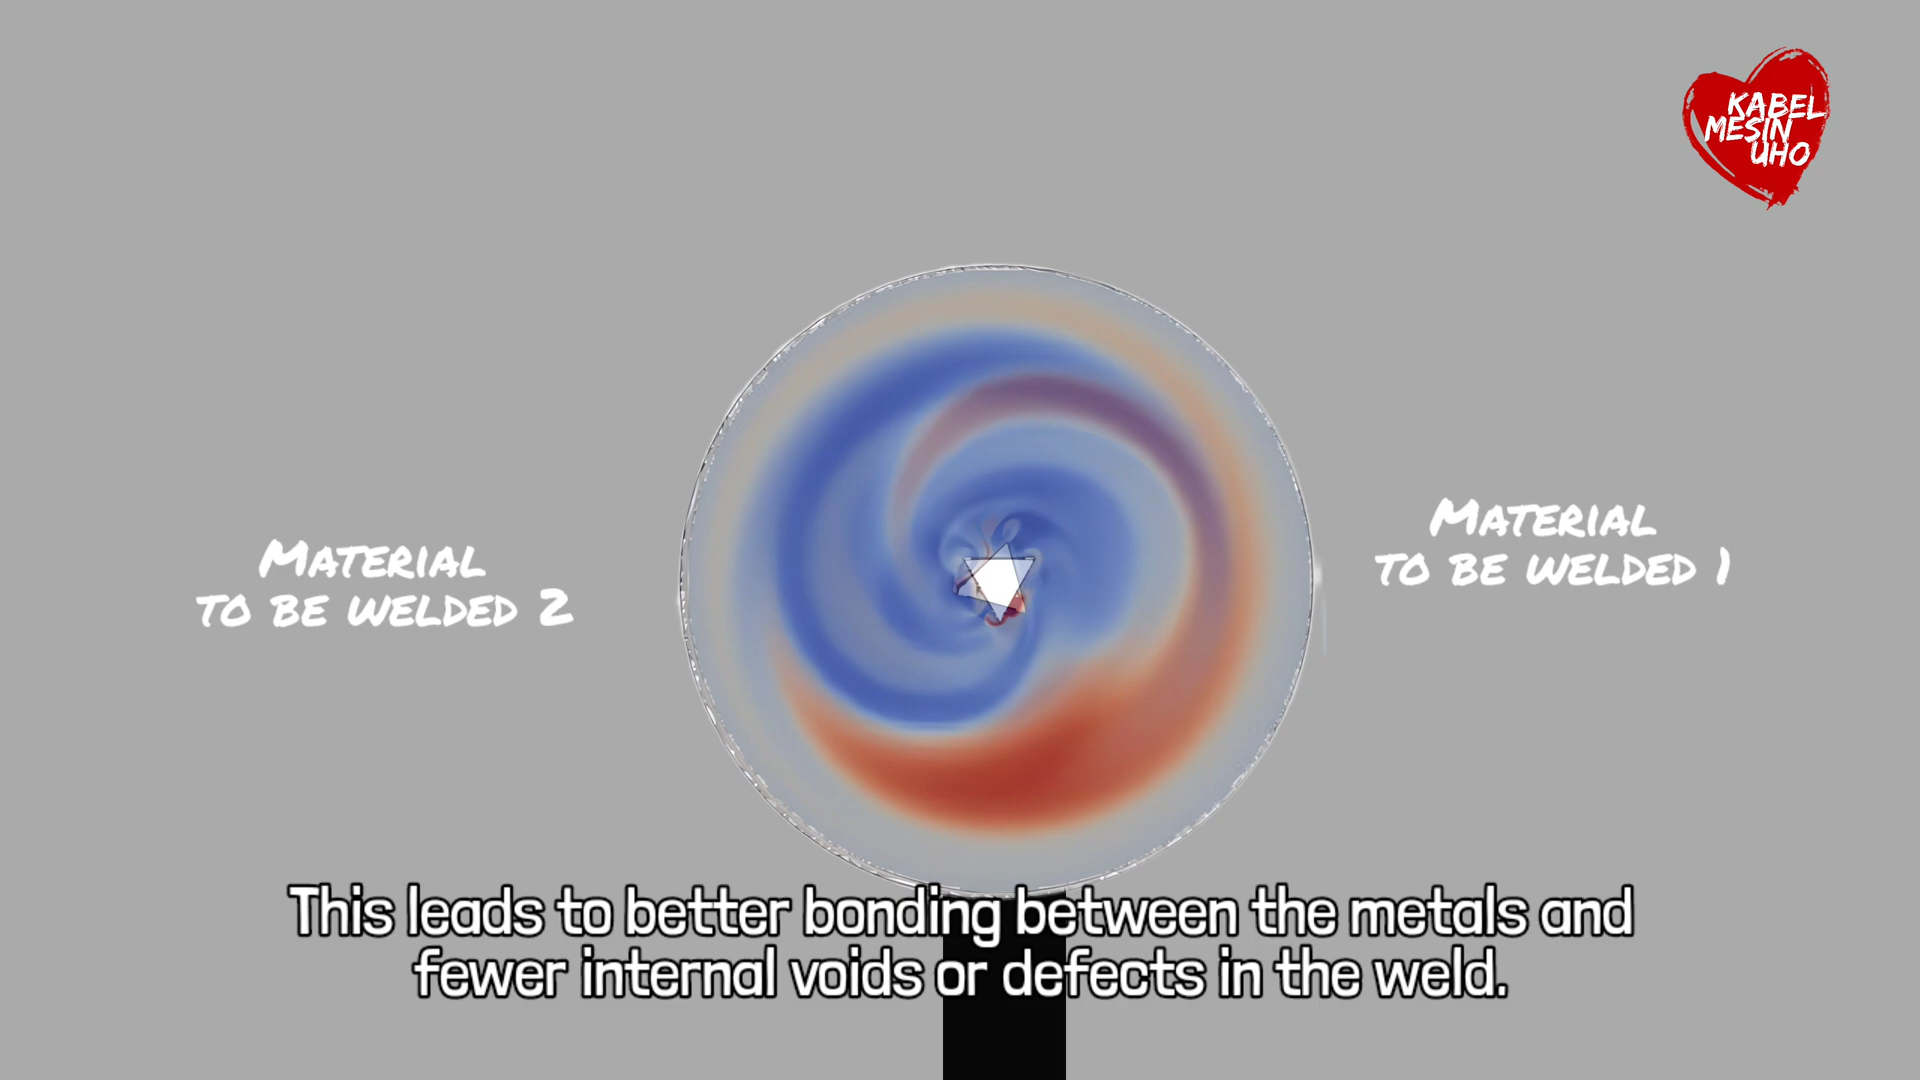 KABEL
MESIN
UHO
MATERIAL
TO BE WELDED 2
MATERIAL
TO BE WELDED 1
This leads to better bonding between the metals and
fewer internal voids or defects in the weld.